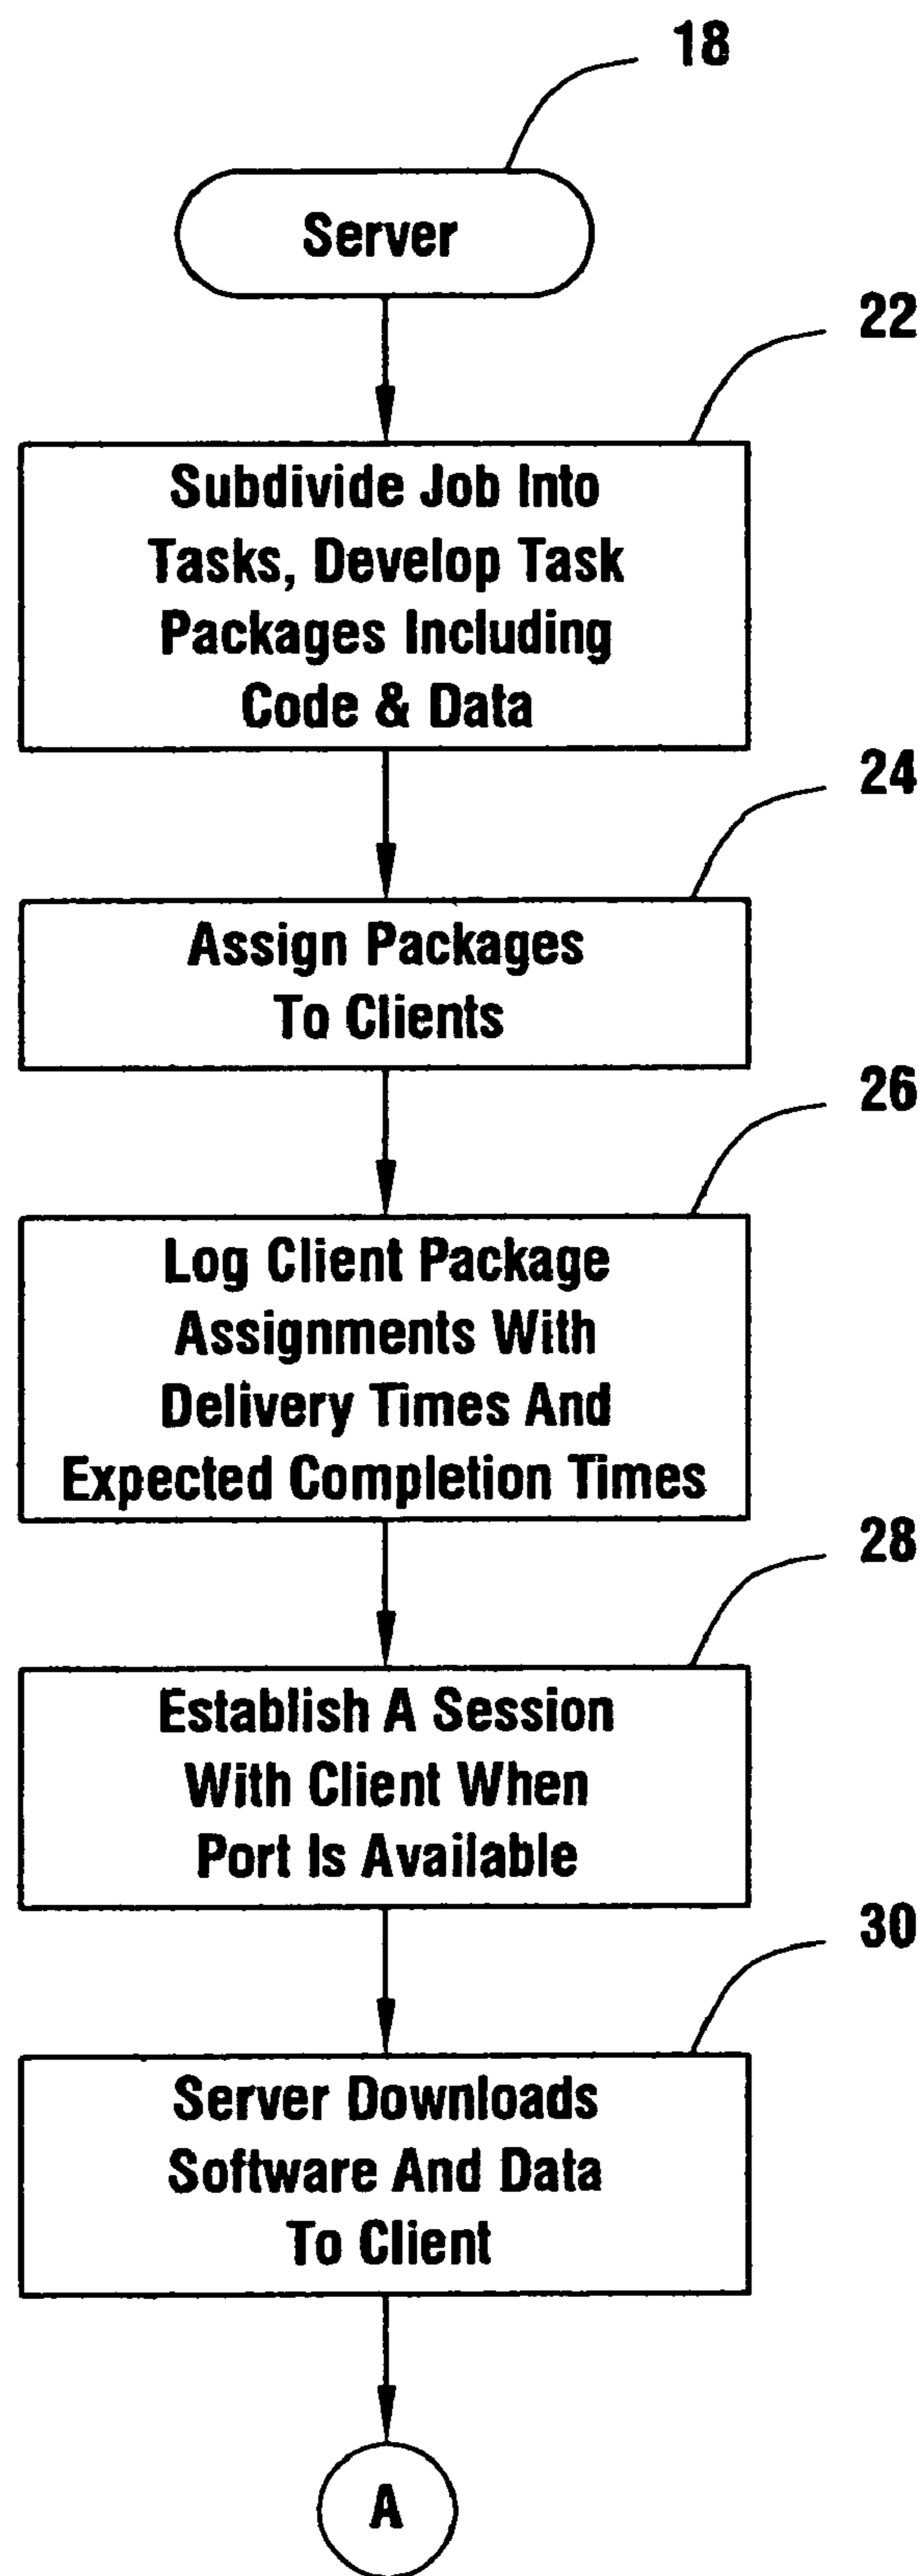 18
Server
22
Subdivide Job Into
Tasks, Develop Task
Packages Including
Code & Data
24
Assign Packages
To Clients
26
Log Client Package
Assignments With
Delivery Times And
Expected Completion Times
28
Establish A Session
With Client When
Port Is Available
30
Server Downloads
Software And Data
To Client
A